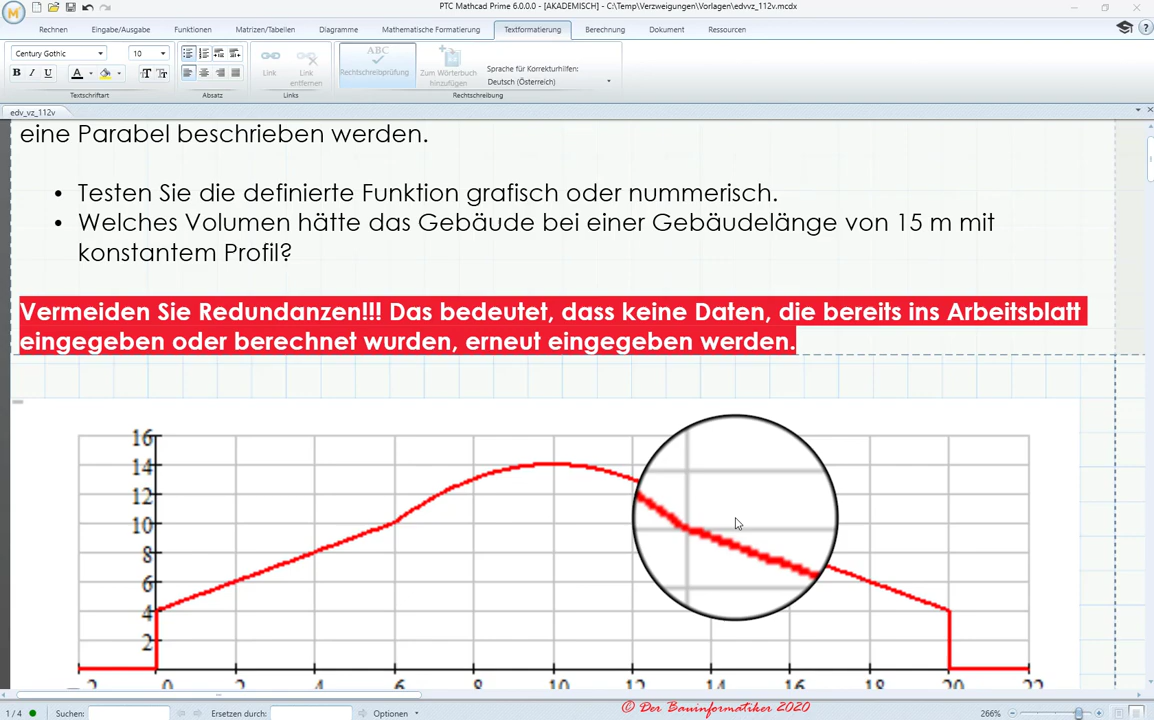 PTC Mathcad Prime 6.0.0.0 - [AKADEMISCH] - C:\Temp\Verzweigungen\Vorlagen\edvvz_112v.mcdx
Rechnen Eingabe/Ausgabe Funktionen Matrizen/Tabellen Diagramme Mathematische Formatierung Textformatierung Berechnung Dokument Ressourcen
Century Gothic 10 ABC
Link Link entfernen Rechtschreibprüfung Zum Wörterbuch hinzufügen Sprache für Korrekturhilfen:
B I U A Deutsch (Österreich)
Textschriftart Absatz Links Rechtschreibung
edv_vz_112v
eine Parabel beschrieben werden.
• Testen Sie die definierte Funktion grafisch oder nummerisch.
• Welches Volumen hätte das Gebäude bei einer Gebäudelänge von 15 m mit
konstantem Profil?
Vermeiden Sie Redundanzen!!! Das bedeutet, dass keine Daten, die bereits ins Arbeitsblatt
eingegeben oder berechnet wurden, erneut eingegeben werden.
16
14
12
10
8
6
4
2
-2 0 2 4 6 8 10 12 14 16 18 20 22
1 / 4 Suchen: Ersetzen durch: Optionen © Der Bauinformatiker 2020 266%